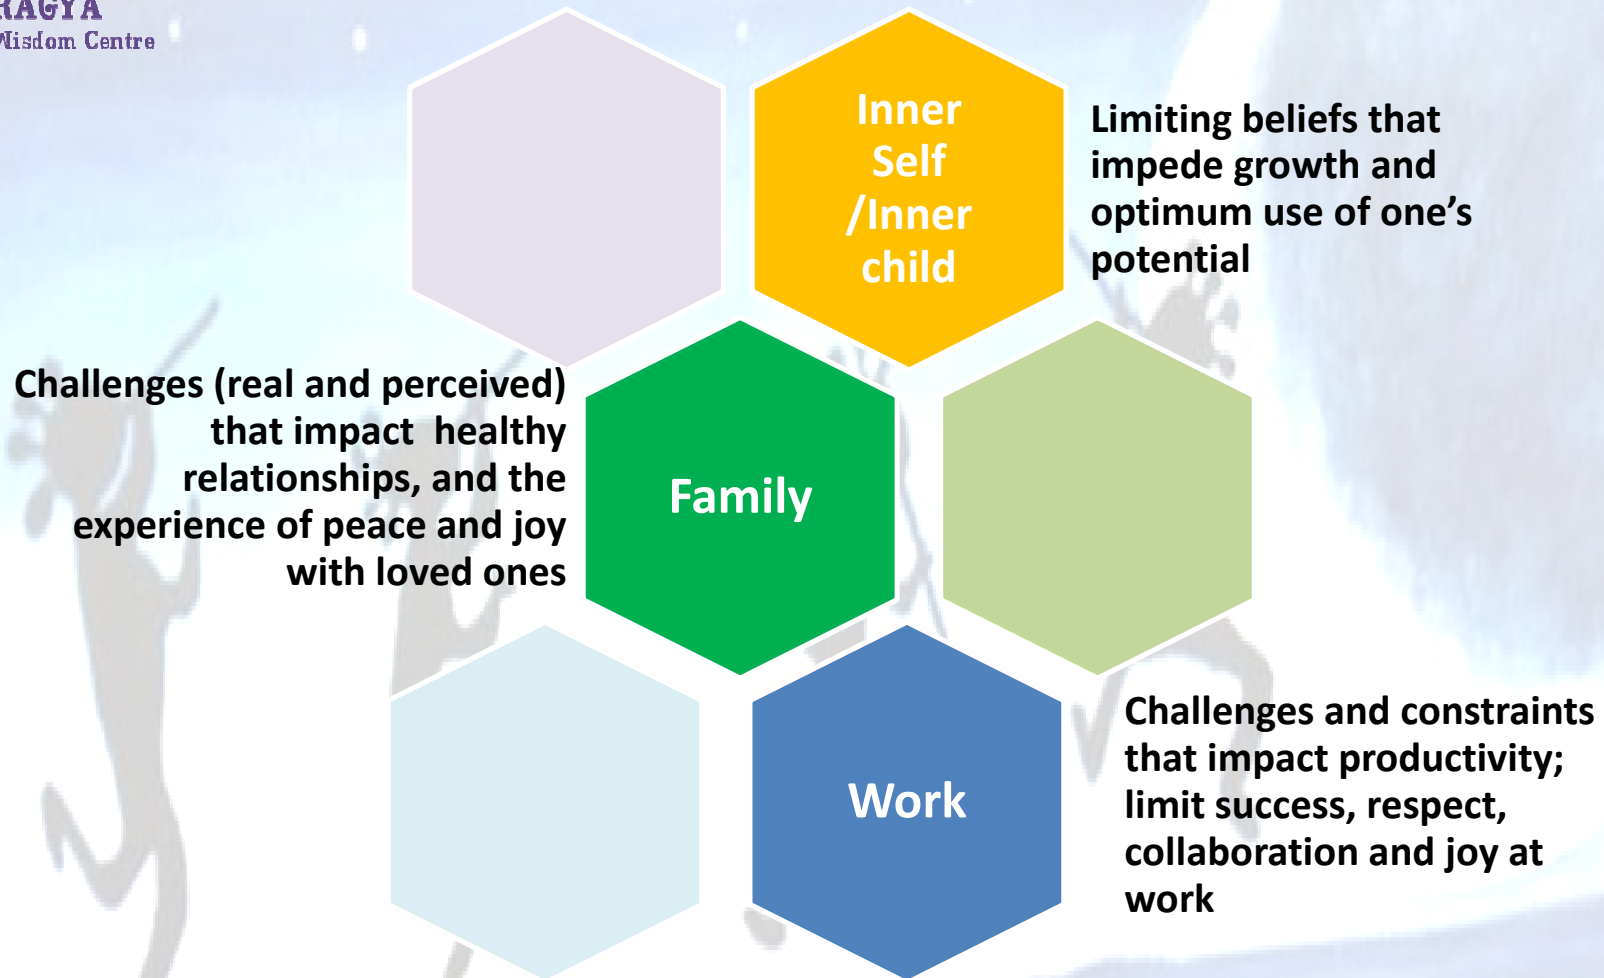 RAGYA
Wisdom Centre
Inner
Self
/Inner
child
Limiting beliefs that
impede growth and
optimum use of one’s
potential
Challenges (real and perceived)
that impact  healthy
relationships, and the
experience of peace and joy
with loved ones
Family
Work
Challenges and constraints
that impact productivity;
limit success, respect,
collaboration and joy at
work